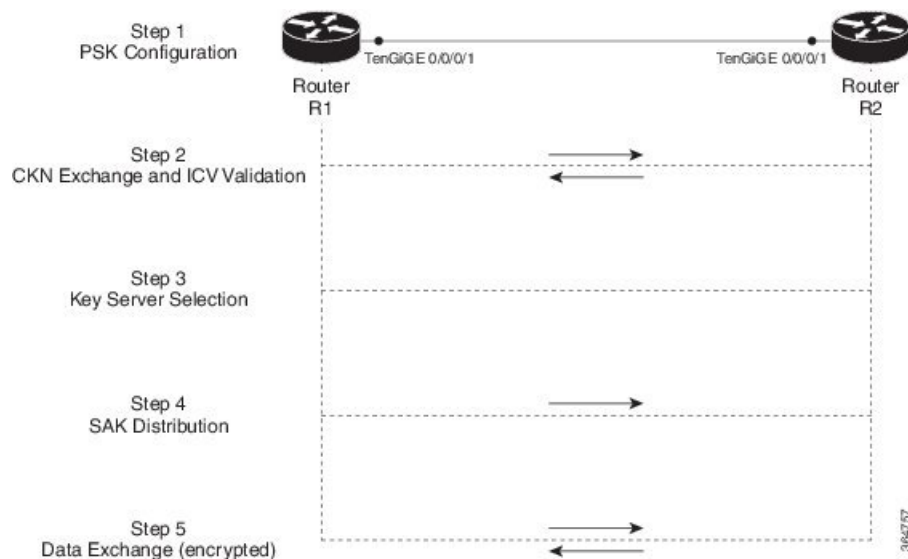 Step 1
PSK Configuration
TenGiGE 0/0/0/1
TenGiGE 0/0/0/1
Router
R1
Router
R2
Step 2
CKN Exchange and ICV Validation
Step 3
Key Server Selection
Step 4
SAK Distribution
Step 5
Data Exchange (encrypted)
364757